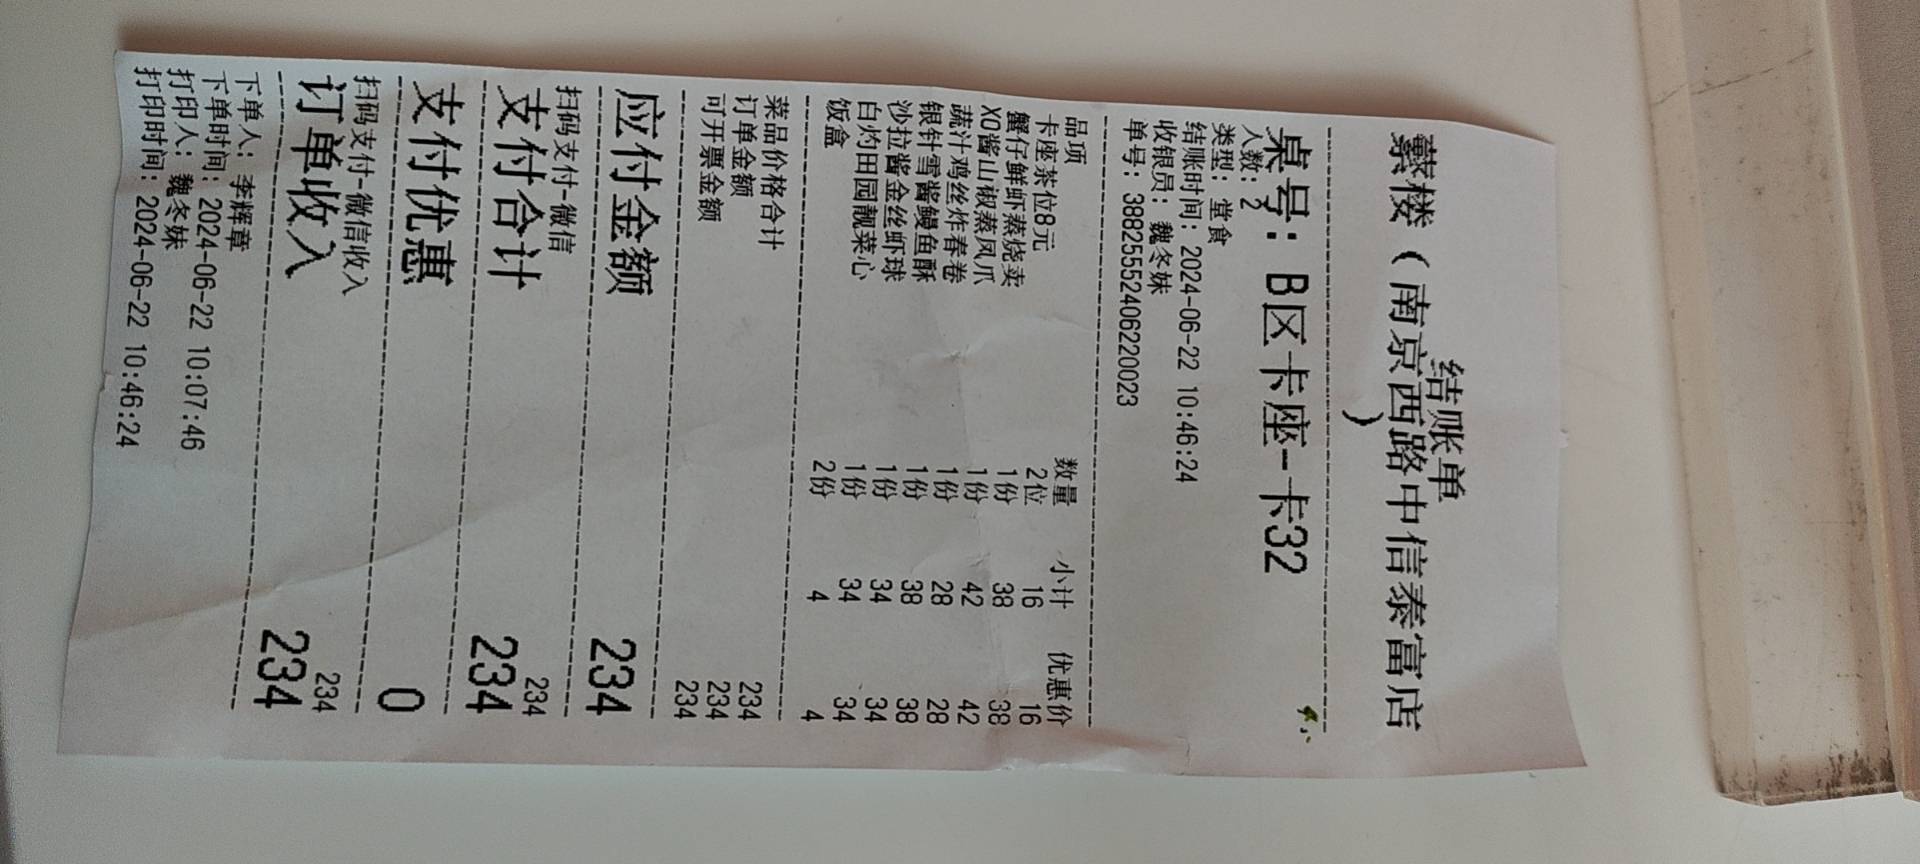 结账单
蘩楼（南京西路中信泰富店
）
桌号：B区卡座-卡32
人数：2
类型：堂食
结账时间：2024-06-22 10:46:24
收银员：魏冬妹
单号：38825552406220023
品项 数量 小计 优惠价
卡座茶位8元 2位 16 16
蟹仔鲜虾蒸烧卖 1份 38 38
XO酱山椒蒸凤爪 1份 42 42
蔬汁鸡丝炸春卷 1份 28 28
银针雪酱鳗鱼酥 1份 38 38
沙拉酱金丝虾球 1份 34 34
白灼田园靓菜心 1份 34 34
饭盒 2份 4 4
菜品价格合计 234
订单金额 234
可开票金额 234
应付金额 234
扫码支付-微信 234
支付合计 234
支付优惠 0
扫码支付-微信收入 234
订单收入 234
下单人：李辉章
下单时间：2024-06-22 10:07:46
打印人：魏冬妹
打印时间：2024-06-22 10:46:24